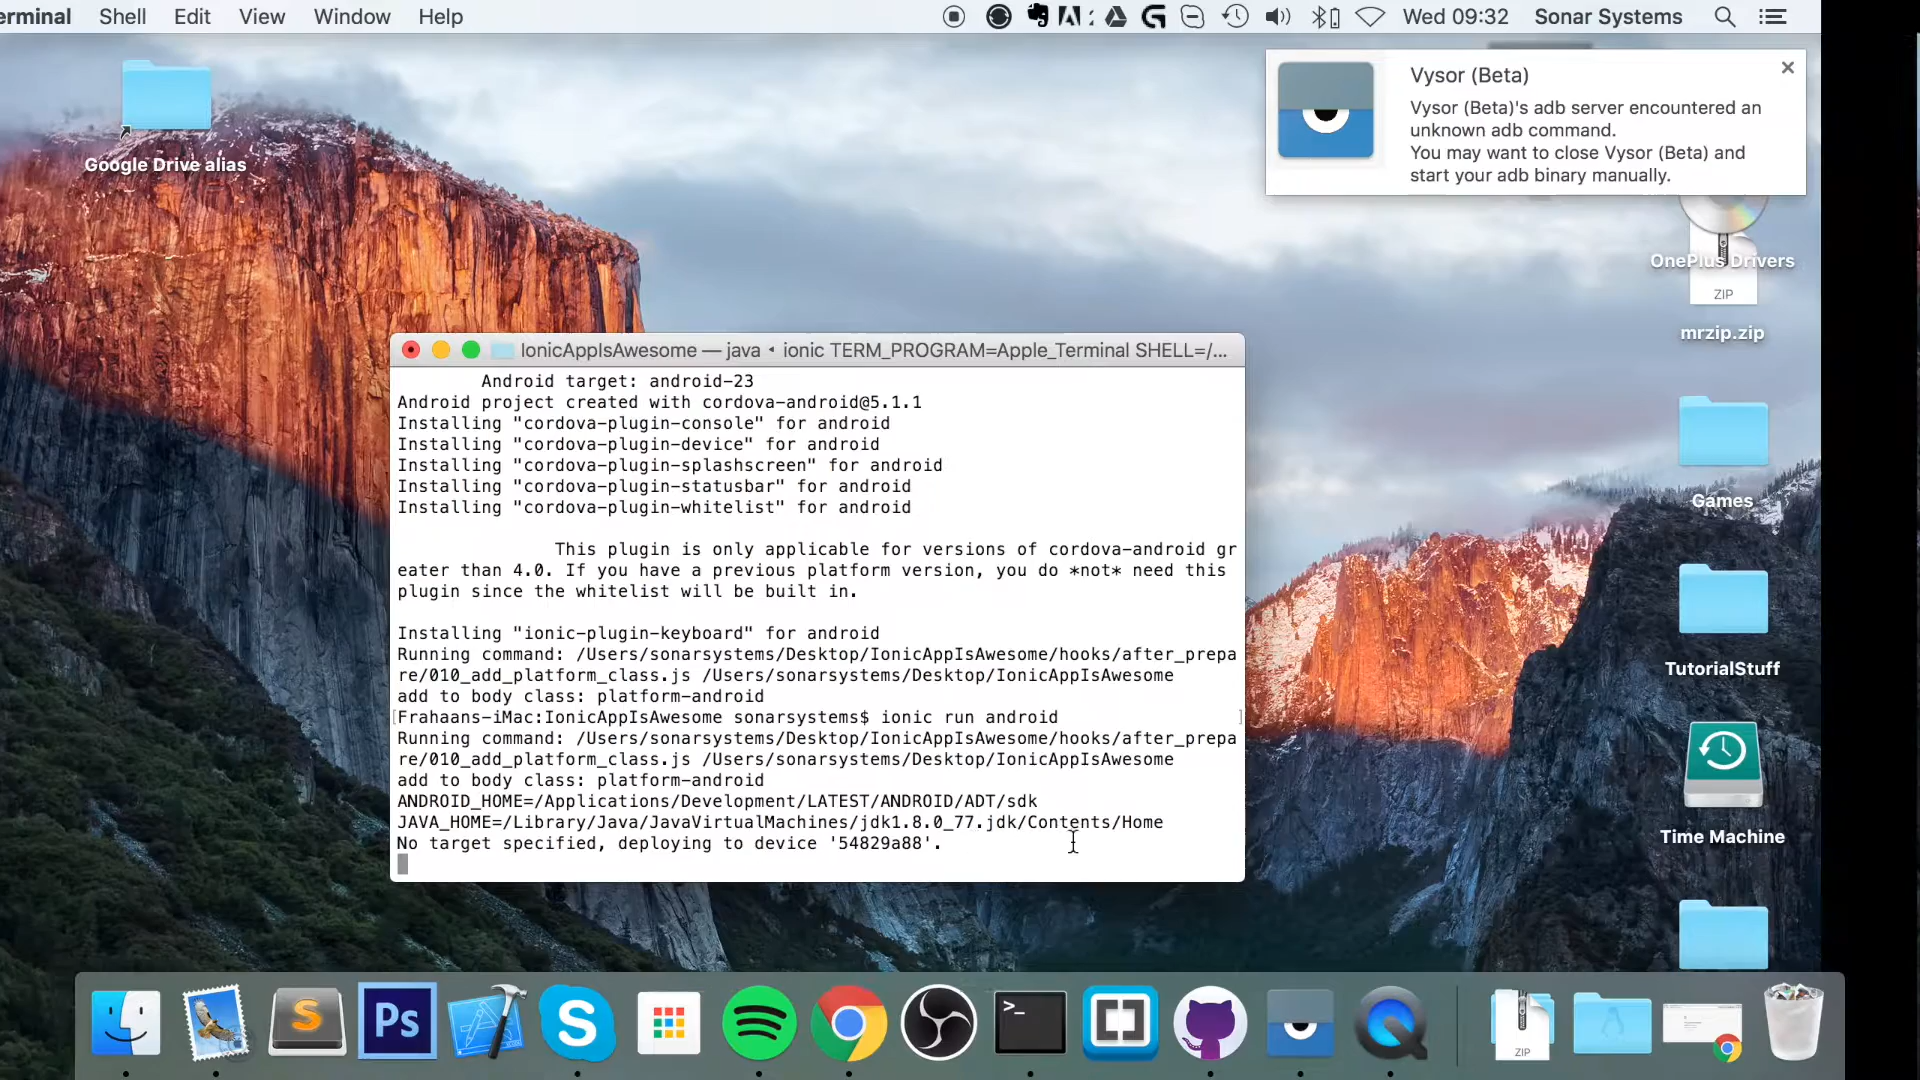 erminal Shell Edit View Window Help Wed 09:32 Sonar Systems
Google Drive alias
Vysor (Beta)
Vysor (Beta)'s adb server encountered an
unknown adb command.
You may want to close Vysor (Beta) and
start your adb binary manually.
OnePlus Drivers
ZIP
mrzip.zip
Games
TutorialStuff
Time Machine
IonicAppIsAwesome — java • ionic TERM_PROGRAM=Apple_Terminal SHELL=/...
Android target: android-23
Android project created with cordova-android@5.1.1
Installing "cordova-plugin-console" for android
Installing "cordova-plugin-device" for android
Installing "cordova-plugin-splashscreen" for android
Installing "cordova-plugin-statusbar" for android
Installing "cordova-plugin-whitelist" for android
This plugin is only applicable for versions of cordova-android gr
eater than 4.0. If you have a previous platform version, you do *not* need this
plugin since the whitelist will be built in.
Installing "ionic-plugin-keyboard" for android
Running command: /Users/sonarsystems/Desktop/IonicAppIsAwesome/hooks/after_prepa
re/010_add_platform_class.js /Users/sonarsystems/Desktop/IonicAppIsAwesome
add to body class: platform-android
[Frahaans-iMac:IonicAppIsAwesome sonarsystems$ ionic run android ]
Running command: /Users/sonarsystems/Desktop/IonicAppIsAwesome/hooks/after_prepa
re/010_add_platform_class.js /Users/sonarsystems/Desktop/IonicAppIsAwesome
add to body class: platform-android
ANDROID_HOME=/Applications/Development/LATEST/ANDROID/ADT/sdk
JAVA_HOME=/Library/Java/JavaVirtualMachines/jdk1.8.0_77.jdk/Contents/Home
No target specified, deploying to device '54829a88'.
S
Ps
S
>_
ZIP